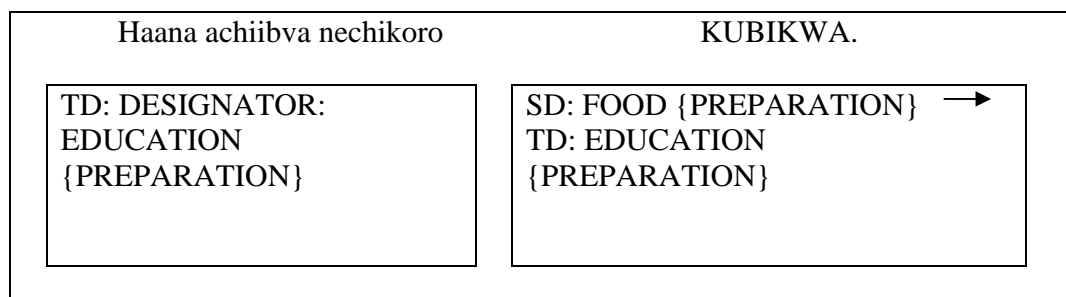 Haana achiibva nechikoro KUBIKWA.
TD: DESIGNATOR:
EDUCATION
{PREPARATION}
SD: FOOD {PREPARATION} →
TD: EDUCATION
{PREPARATION}